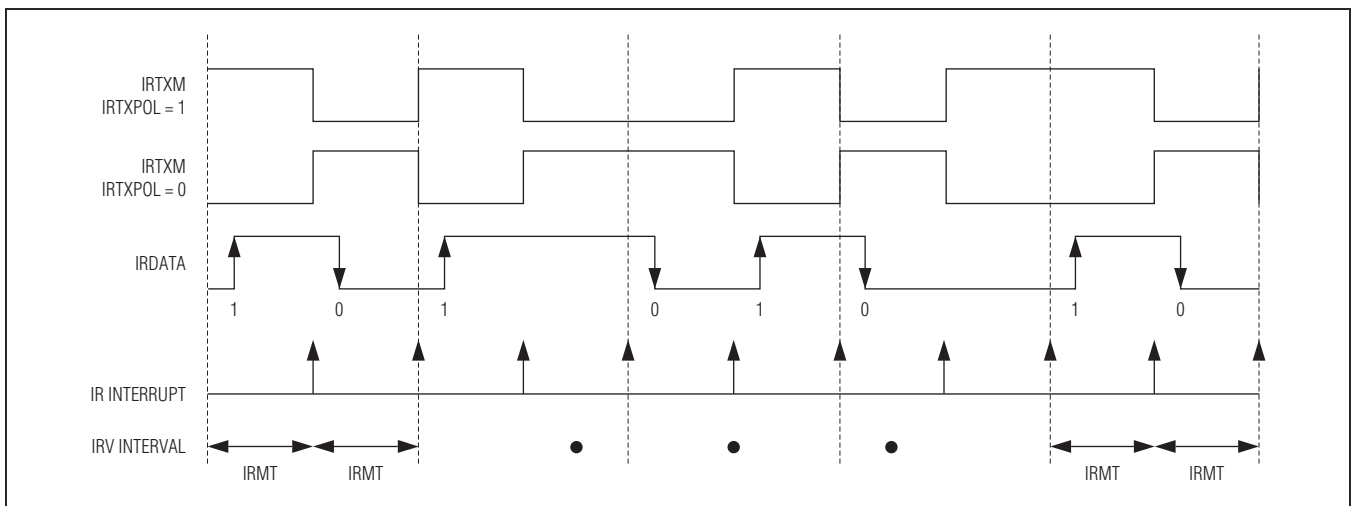 IRTXM
IRTXPOL = 1
IRTXM
IRTXPOL = 0
IRDATA
1 0 1 0 1 0 1 0
IR INTERRUPT
IRV INTERVAL
IRMT IRMT IRMT IRMT